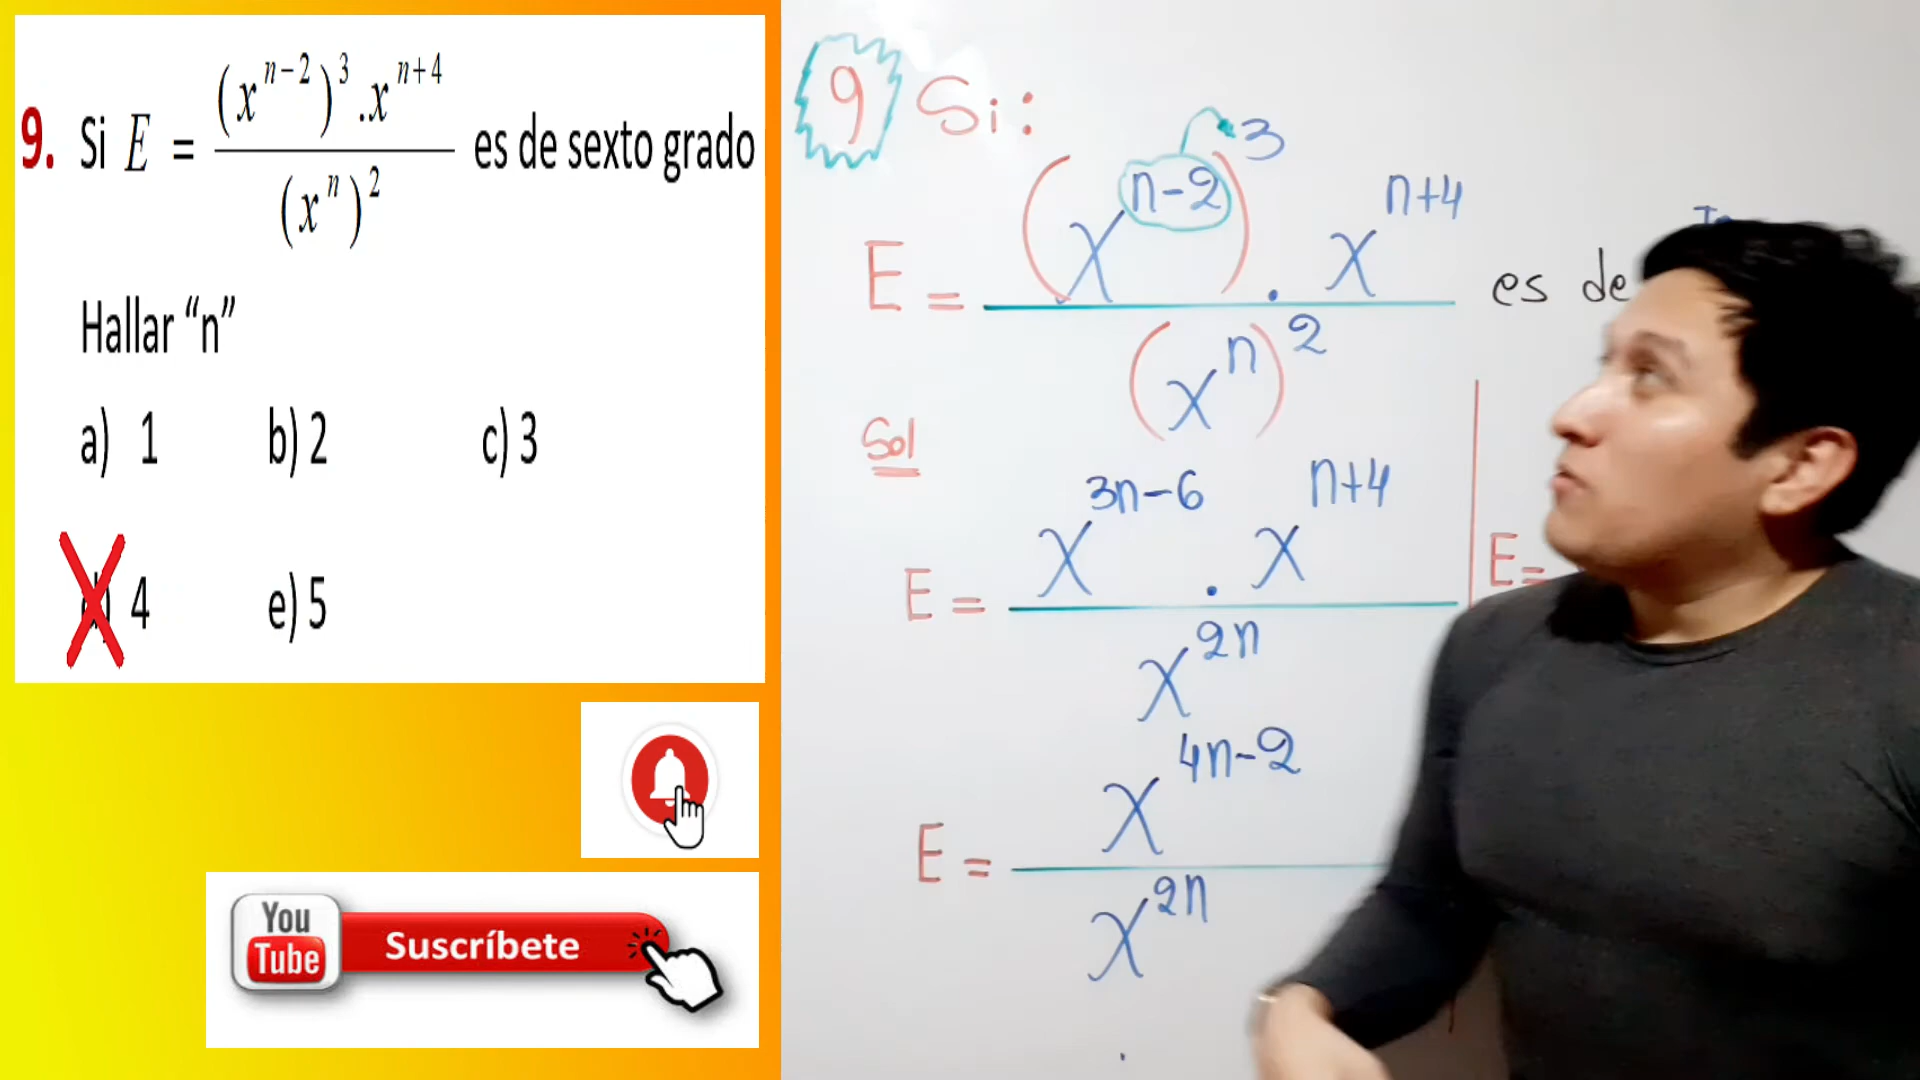 9. Si E = (x^{n-2})^3 . x^{n+4} / (x^n)^2 es de sexto grado
Hallar “n”
a) 1 b) 2 c) 3
4 e) 5
You Tube Suscríbete
9 Si:
E = (x^{n-2})^3 . x^{n+4} / (x^n)^2 es de
Sol
E = x^{3n-6} . x^{n+4} / x^{2n}
E =
E = x^{4n-2} / x^{2n}